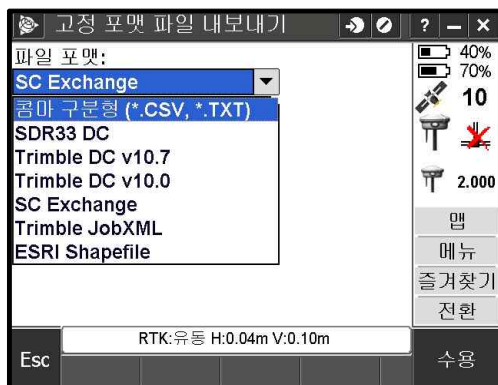 고정 포맷 파일 내보내기
? – ×
파일 포맷:
SC Exchange
콤마 구분형 (*.CSV, *.TXT)
SDR33 DC
Trimble DC v10.7
Trimble DC v10.0
SC Exchange
Trimble JobXML
ESRI Shapefile
40%
70%
10
2.000
맵
메뉴
즐겨찾기
전환
RTK:유동 H:0.04m V:0.10m
Esc
수용